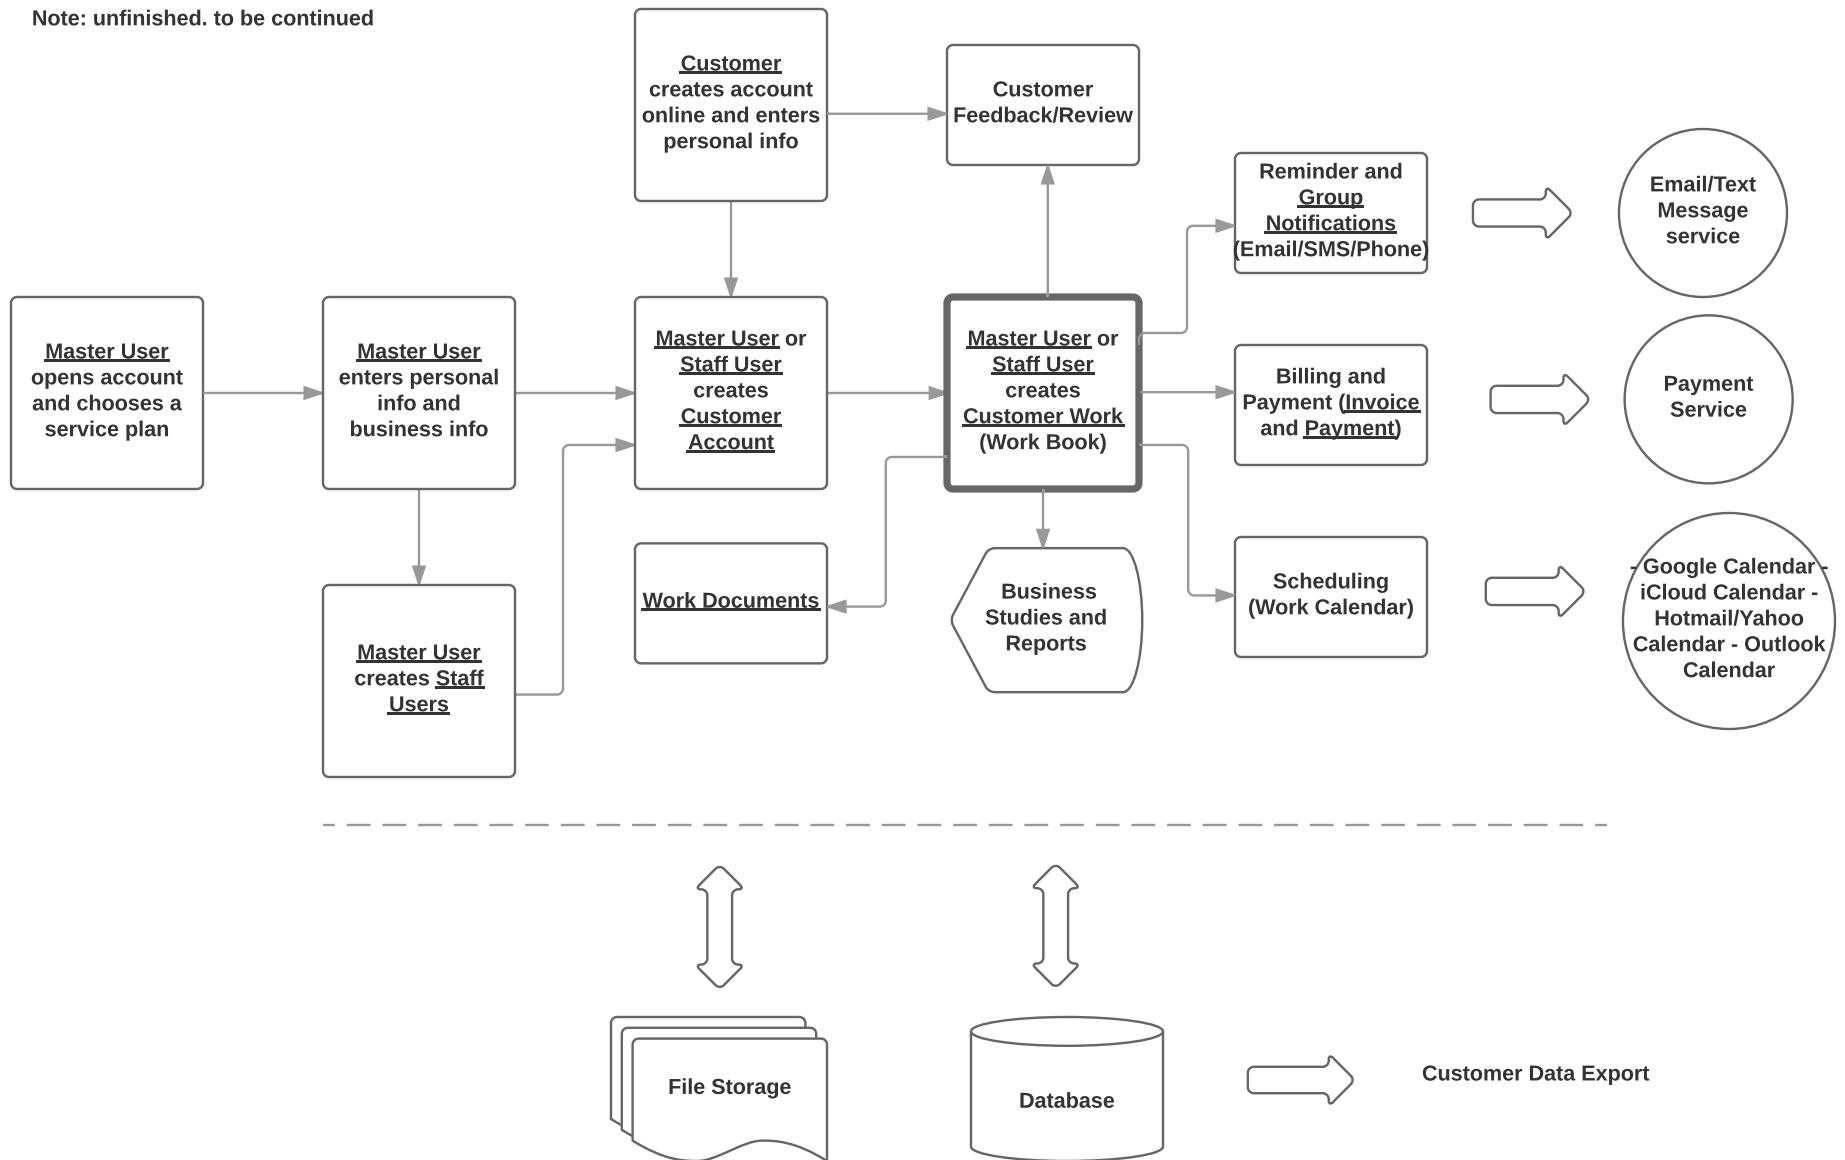 Note: unfinished. to be continued
Customer
creates account
online and enters
personal info
Customer
Feedback/Review
Reminder and
Group
Notifications
(Email/SMS/Phone)
Email/Text
Message
service
Master User
opens account
and chooses a
service plan
Master User
enters personal
info and
business info
Master User or
Staff User
creates
Customer
Account
Master User or
Staff User
creates
Customer Work
(Work Book)
Billing and
Payment (Invoice
and Payment)
Payment
Service
Master User
creates Staff
Users
Work Documents
Business
Studies and
Reports
Scheduling
(Work Calendar)
- Google Calendar -
iCloud Calendar -
Hotmail/Yahoo
Calendar - Outlook
Calendar
File Storage
Database
Customer Data Export